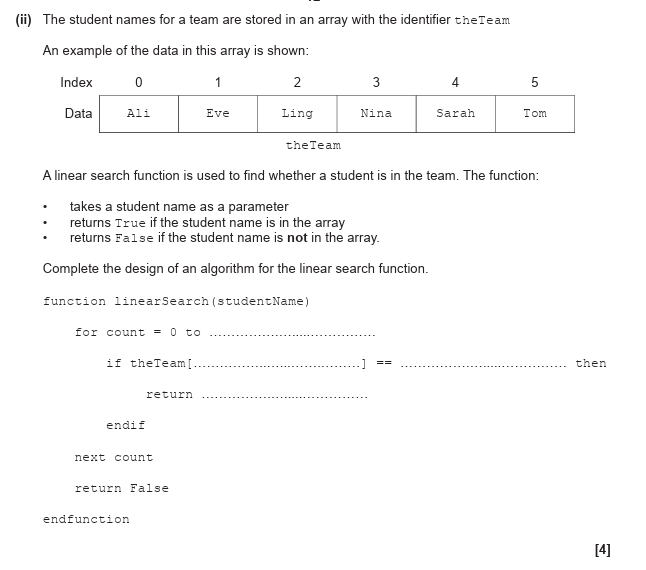 (ii) The student names for a team are stored in an array with the identifier theTeam
An example of the data in this array is shown:
Index 0 1 2 3 4 5
Data Ali Eve Ling Nina Sarah Tom
theTeam
A linear search function is used to find whether a student is in the team. The function:
• takes a student name as a parameter
• returns True if the student name is in the array
• returns False if the student name is not in the array.
Complete the design of an algorithm for the linear search function.
function linearSearch(studentName)
for count = 0 to ......................................
if theTeam[......................................] == ...................................... then
return ......................................
endif
next count
return False
endfunction
[4]